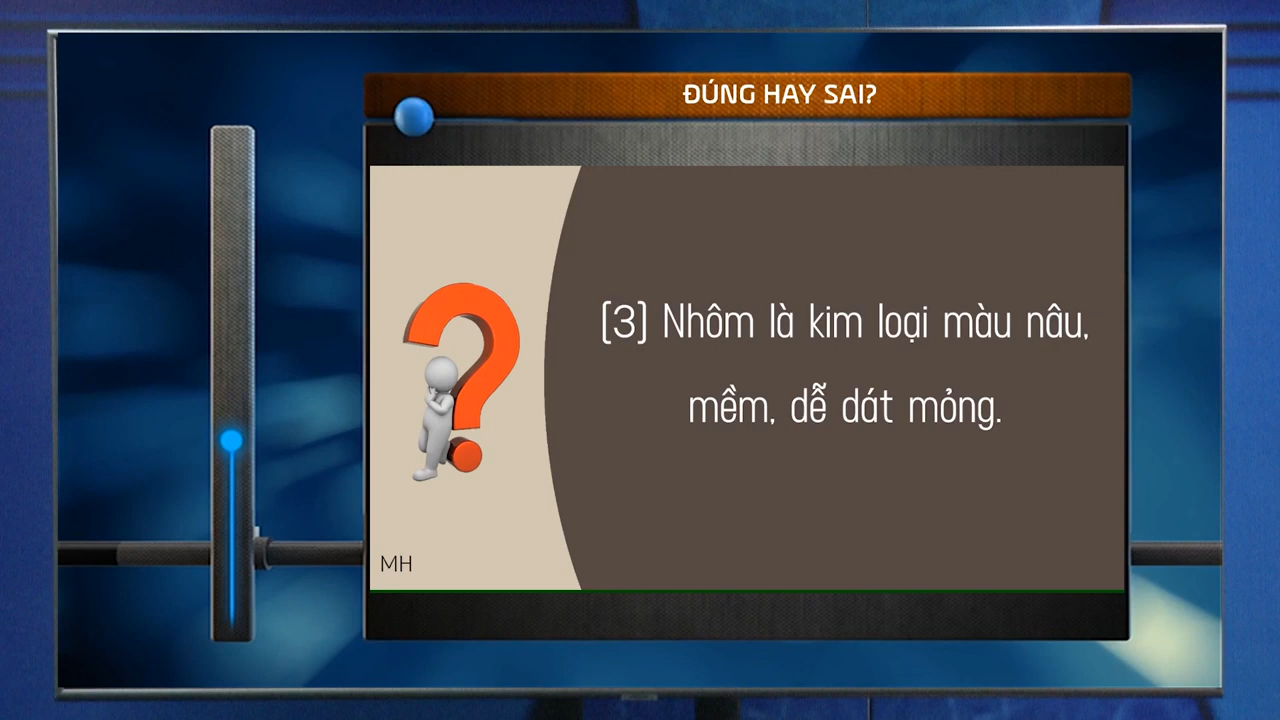 ĐÚNG HAY SAI?
(3) Nhôm là kim loại màu nâu,
mềm, dễ dát mỏng.
MH